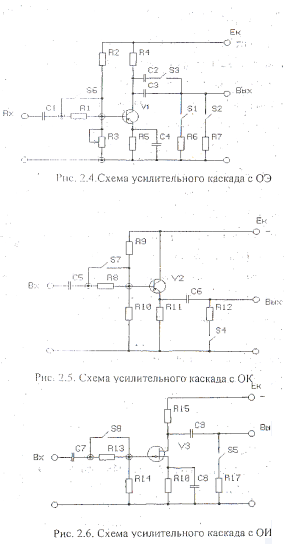 Ек
R2
R4
C2
S3
C3
Вых
S6
V1
S1
S2
Вх
C1
R1
R3
R5
C4
R6
R7
Рис. 2.4.Схема усилительного каскада с ОЭ
Ек
R9
S7
V2
C6
Вх
C5
R8
Вых
R10
R11
R12
S4
Рис. 2.5. Схема усилительного каскада с ОК
Ек
R15
C9
Вы
S8
V3
S5
Вх
C7
R13
R14
R16
C8
R17
Рис. 2.6. Схема усилительного каскада с ОИ